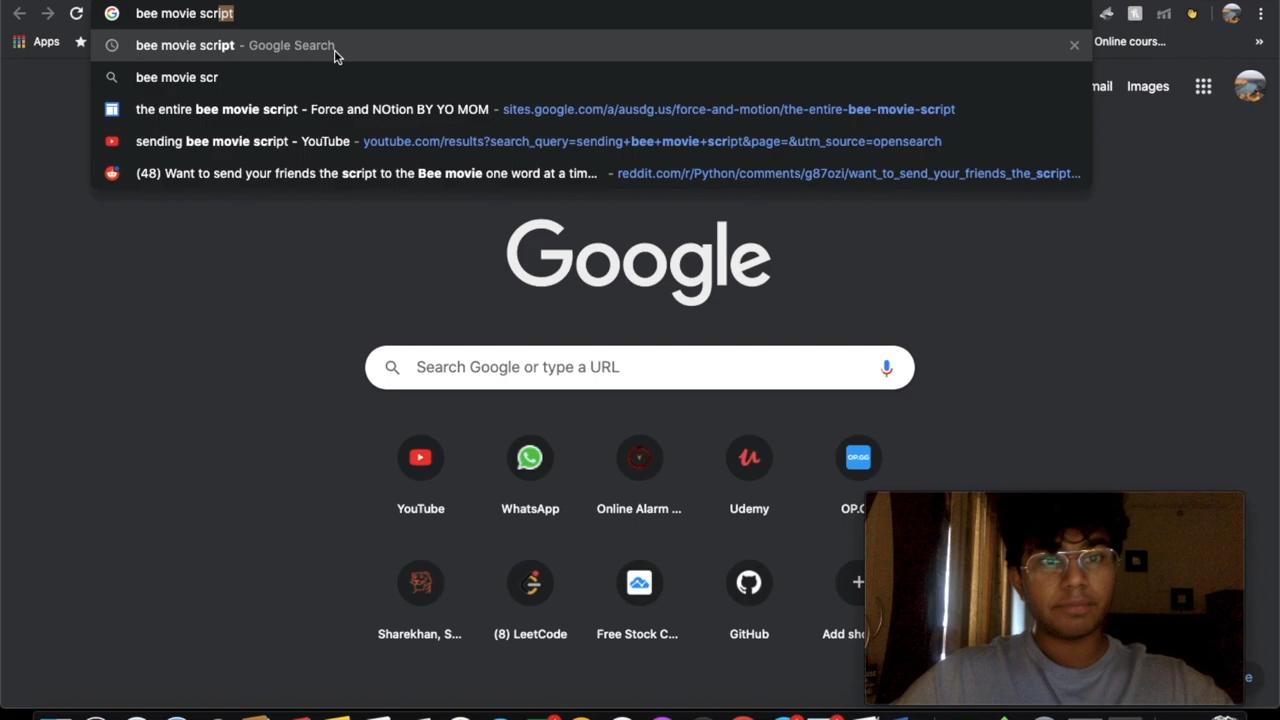 bee movie script
Apps
Online cours...
»
bee movie script - Google Search
bee movie scr
the entire bee movie script - Force and NOtion BY YO MOM - sites.google.com/a/ausdg.us/force-and-motion/the-entire-bee-movie-script
sending bee movie script - YouTube - youtube.com/results?search_query=sending+bee+movie+script&page=&utm_source=opensearch
(48) Want to send your friends the script to the Bee movie one word at a tim... - reddit.com/r/Python/comments/g87ozi/want_to_send_your_friends_the_script...
mail Images
Google
Search Google or type a URL
YouTube WhatsApp Online Alarm ... Udemy OP.G
OP.GG
Sharekhan, S... (8) LeetCode Free Stock C... GitHub Add sho
e